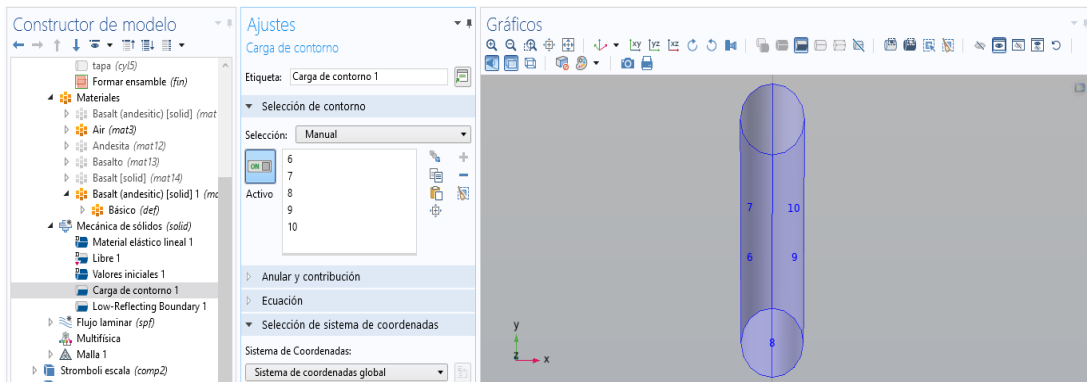 Constructor de modelo
tapa (cyl5)
Formar ensamble (fin)
Materiales
Basalt (andesitic) [solid] (mat
Air (mat3)
Andesita (mat12)
Basalto (mat13)
Basalt [solid] (mat14)
Basalt (andesitic) [solid] 1 (ma
Básico (def)
Mecánica de sólidos (solid)
Material elástico lineal 1
Libre 1
Valores iniciales 1
Carga de contorno 1
Low-Reflecting Boundary 1
Flujo laminar (spf)
Multifísica
Malla 1
Stromboli escala (comp2)
Ajustes
Carga de contorno
Etiqueta: Carga de contorno 1
Selección de contorno
Selección: Manual
ON
Activo
6
7
8
9
10
Anular y contribución
Ecuación
Selección de sistema de coordenadas
Sistema de Coordenadas:
Sistema de coordenadas global
Gráficos
xy yz xz
7 10
6 9
8
y
z x